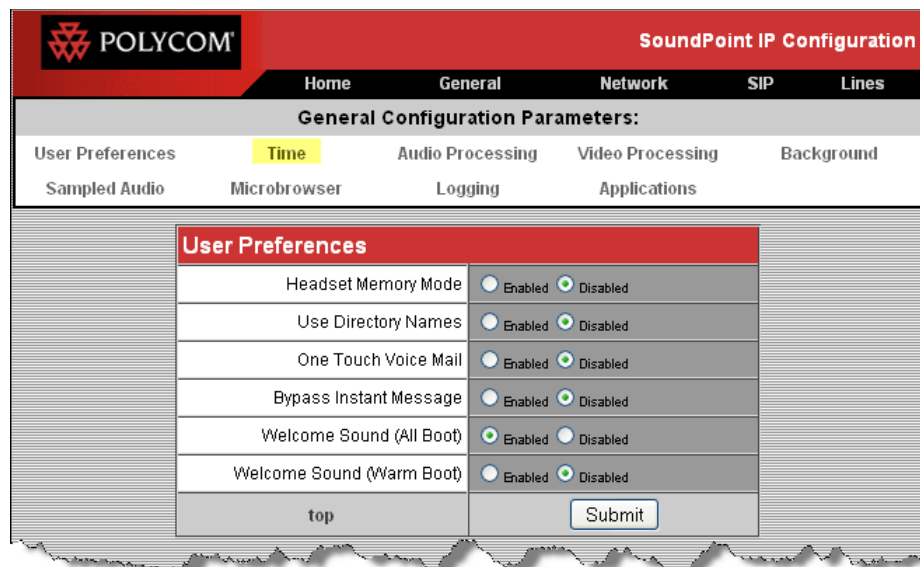 POLYCOM
SoundPoint IP Configuration
Home General Network SIP Lines
General Configuration Parameters:
User Preferences Time Audio Processing Video Processing Background
Sampled Audio Microbrowser Logging Applications
User Preferences
Headset Memory Mode Enabled Disabled
Use Directory Names Enabled Disabled
One Touch Voice Mail Enabled Disabled
Bypass Instant Message Enabled Disabled
Welcome Sound (All Boot) Enabled Disabled
Welcome Sound (Warm Boot) Enabled Disabled
top Submit